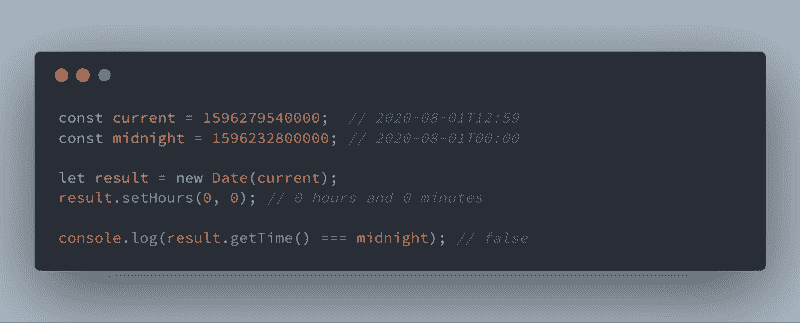 const current = 1596279540000;  // 2020-08-01T12:59
const midnight = 1596232800000; // 2020-08-01T00:00
let result = new Date(current);
result.setHours(0, 0); // 0 hours and 0 minutes
console.log(result.getTime() === midnight); // false